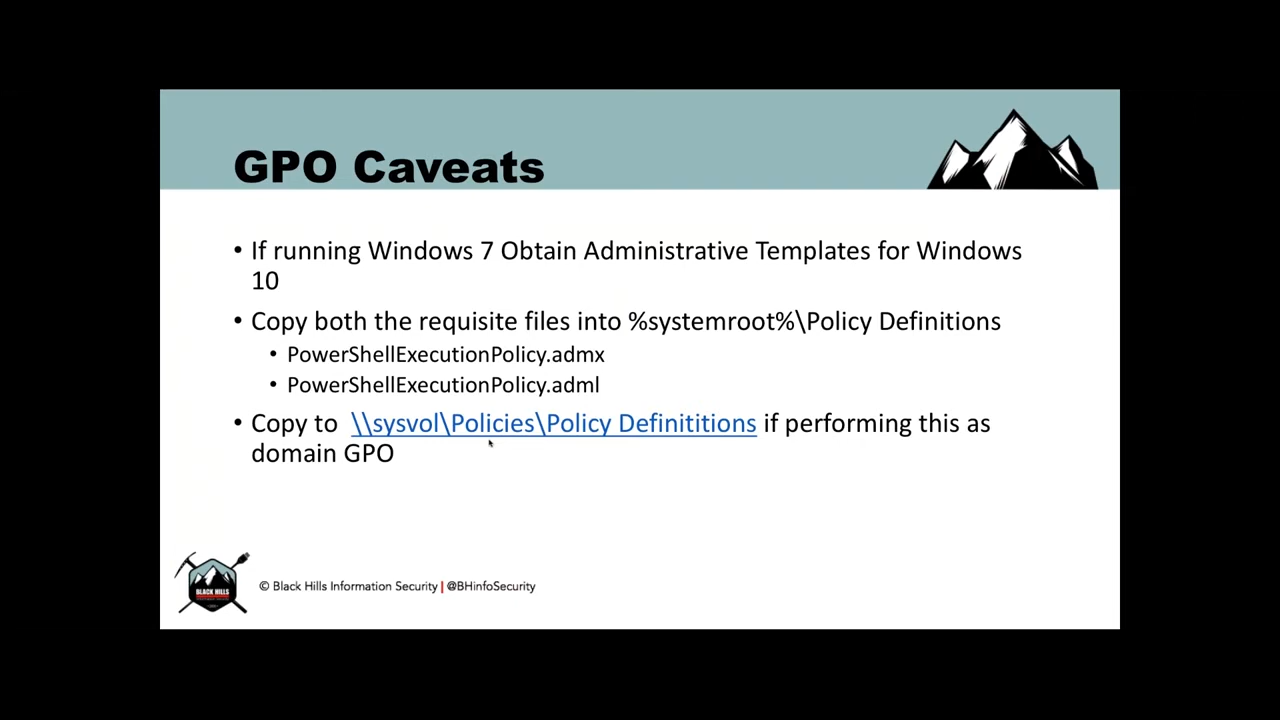 GPO Caveats
• If running Windows 7 Obtain Administrative Templates for Windows
10
• Copy both the requisite files into %systemroot%\Policy Definitions
• PowerShellExecutionPolicy.admx
• PowerShellExecutionPolicy.adml
• Copy to \\sysvol\Policies\Policy Definititions if performing this as
domain GPO
BLACK HILLS
© Black Hills Information Security | @BHinfoSecurity